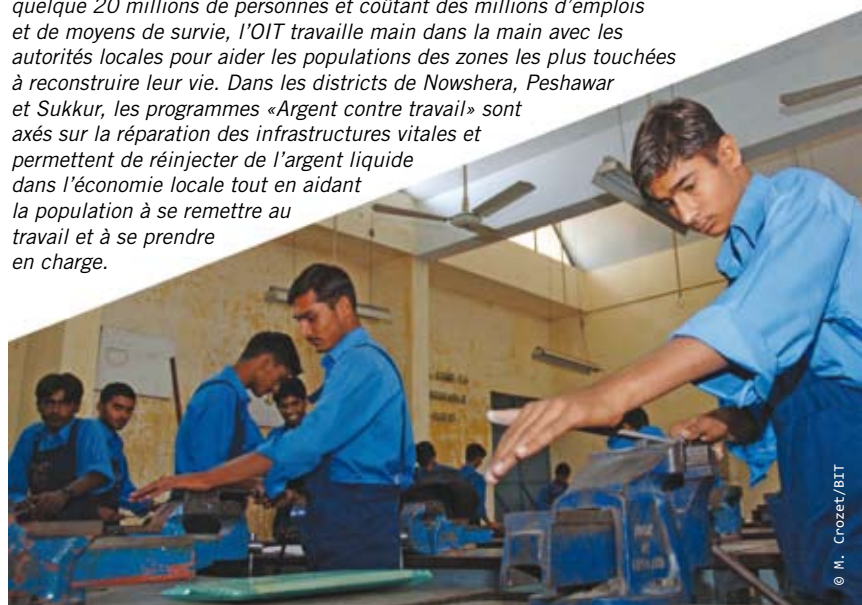 quelque 20 millions de personnes et coûtant des millions d’emplois
et de moyens de survie, l’OIT travaille main dans la main avec les
autorités locales pour aider les populations des zones les plus touchées
à reconstruire leur vie. Dans les districts de Nowshera, Peshawar
et Sukkur, les programmes «Argent contre travail» sont
axés sur la réparation des infrastructures vitales et
permettent de réinjecter de l’argent liquide
dans l’économie locale tout en aidant
la population à se remettre au
travail et à se prendre
en charge.
© M. Crozet/BIT